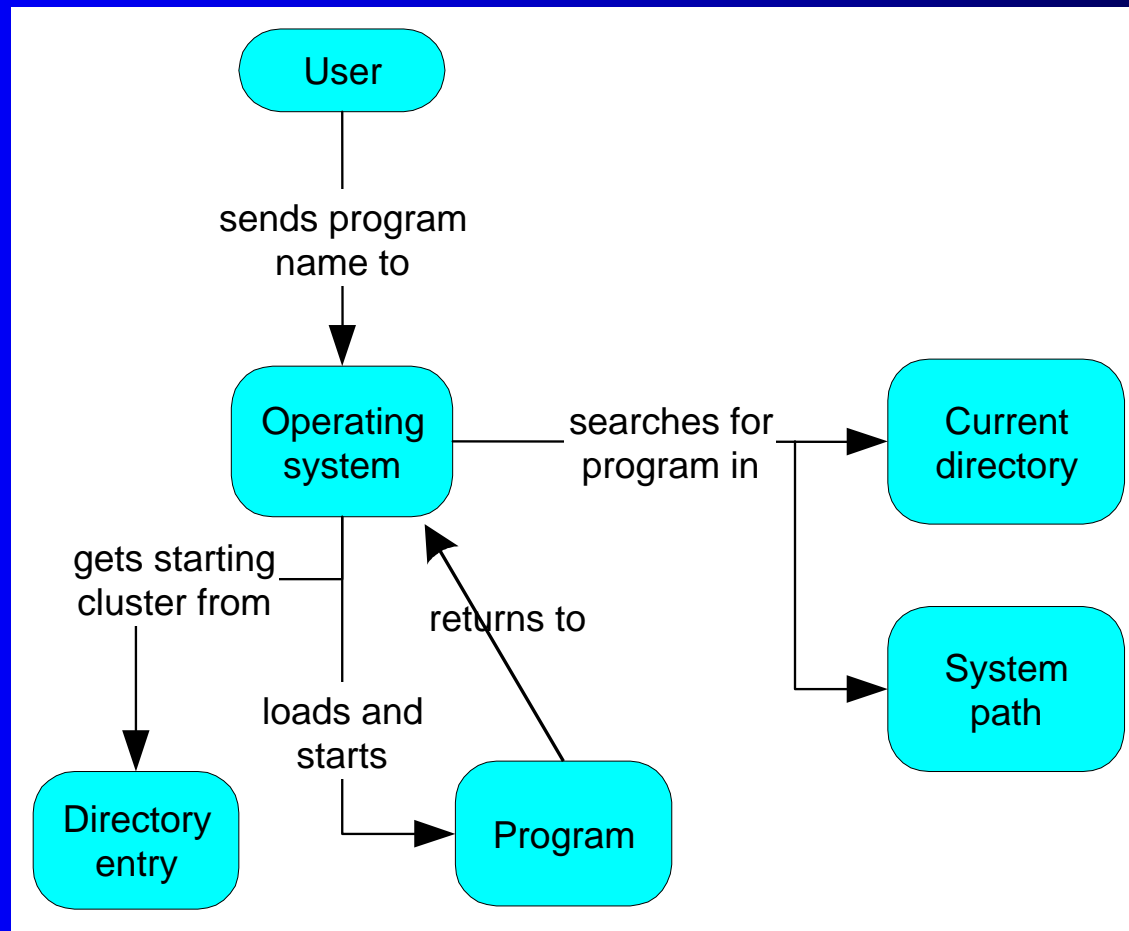 User
sends program
name to
Operating
system
searches for
program in
Current
directory
gets starting
cluster from
returns to
System
path
loads and
starts
Directory
entry
Program